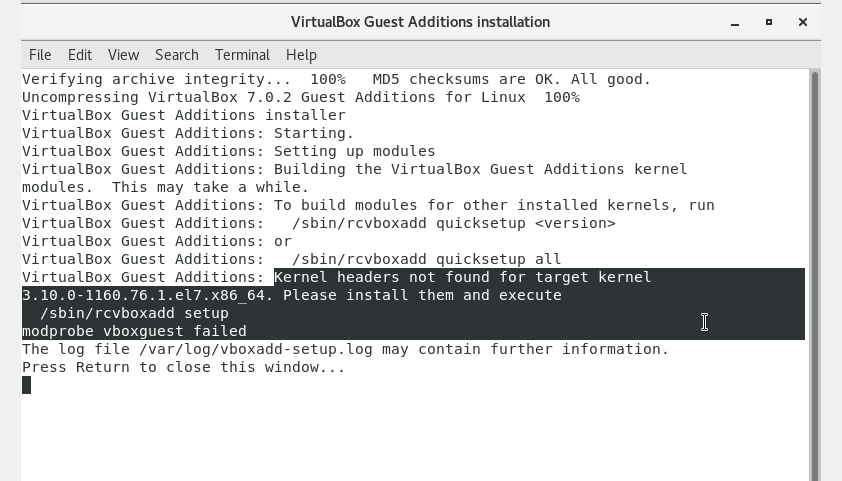 VirtualBox Guest Additions installation
File Edit View Search Terminal Help
Verifying archive integrity...  100%   MD5 checksums are OK. All good.
Uncompressing VirtualBox 7.0.2 Guest Additions for Linux  100%
VirtualBox Guest Additions installer
VirtualBox Guest Additions: Starting.
VirtualBox Guest Additions: Setting up modules
VirtualBox Guest Additions: Building the VirtualBox Guest Additions kernel
modules.  This may take a while.
VirtualBox Guest Additions: To build modules for other installed kernels, run
VirtualBox Guest Additions:   /sbin/rcvboxadd quicksetup <version>
VirtualBox Guest Additions: or
VirtualBox Guest Additions:   /sbin/rcvboxadd quicksetup all
VirtualBox Guest Additions: Kernel headers not found for target kernel
3.10.0-1160.76.1.el7.x86_64. Please install them and execute
  /sbin/rcvboxadd setup
modprobe vboxguest failed
The log file /var/log/vboxadd-setup.log may contain further information.
Press Return to close this window...